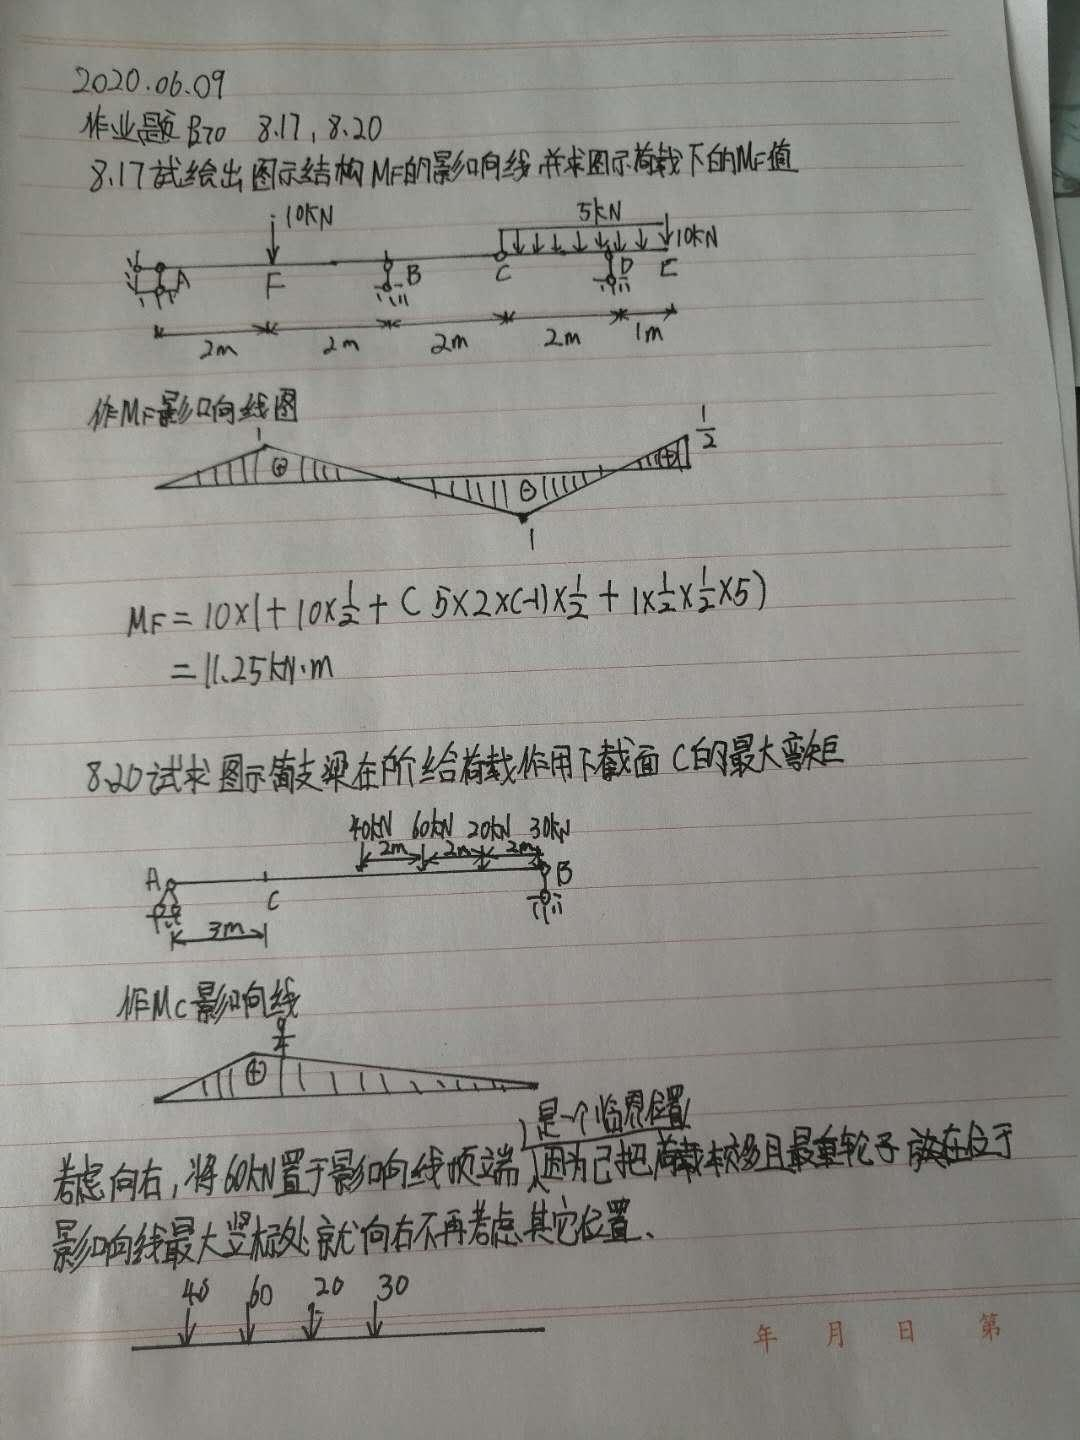 2020.06.09
作业题 P270 8.17, 8.20
8.17 试绘出图示结构MF的影响线并求图示荷载下的MF值
10kN 5kN 10kN
A F B C D E
2m 2m 2m 2m 1m
作MF影响线图
1 ⊕ ⊖ 1 ⊕ 1/2
MF = 10×1 + 10×1/2 + ( 5×2×(-1)×1/2 + 1×1/2×1/2×5)
= 11.25kN·m
8.20 试求图示简支梁在所给荷载作用下截面C的最大弯矩
40kN 60kN 20kN 30kN
2m 2m 2m
A C B
3m
作MC影响线
9/4
⊕
是一个临界位置
考虑向右,将60kN置于影响线顶端,因为已把荷载较多且最重轮子放在位于
影响线最大竖标处就向右不再考虑其它位置、
40 60 20 30
年 月 日 第